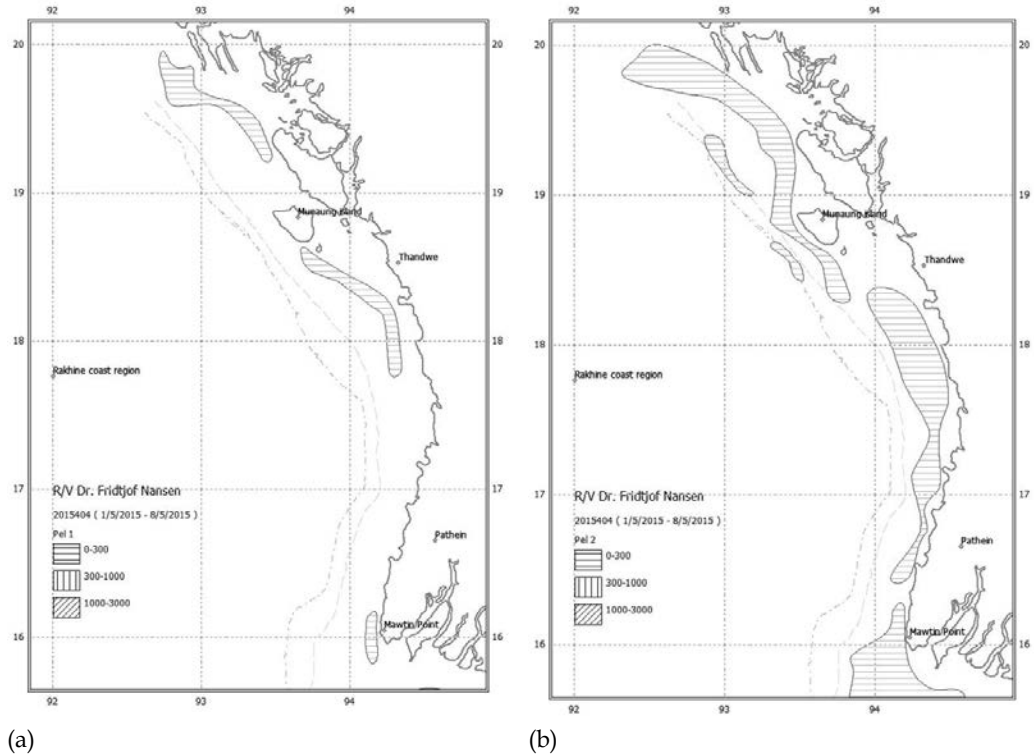 92 93 94
20 20
19 19
Munaung Island
Thandwe
18 18
Rakhine coast region
17 17
R/V Dr. Fridtjof Nansen
2015404 ( 1/5/2015 - 8/5/2015 )
Pel 1
0-300
300-1000
1000-3000
Pathein
16 16
Mawtin Point
92 93 94
(a)
92 93 94
20 20
19 19
Munaung Island
Thandwe
18 18
Rakhine coast region
17 17
R/V Dr. Fridtjof Nansen
2015404 ( 1/5/2015 - 8/5/2015 )
Pel 2
0-300
300-1000
1000-3000
Pathein
16 16
Mawtin Point
92 93 94
(b)